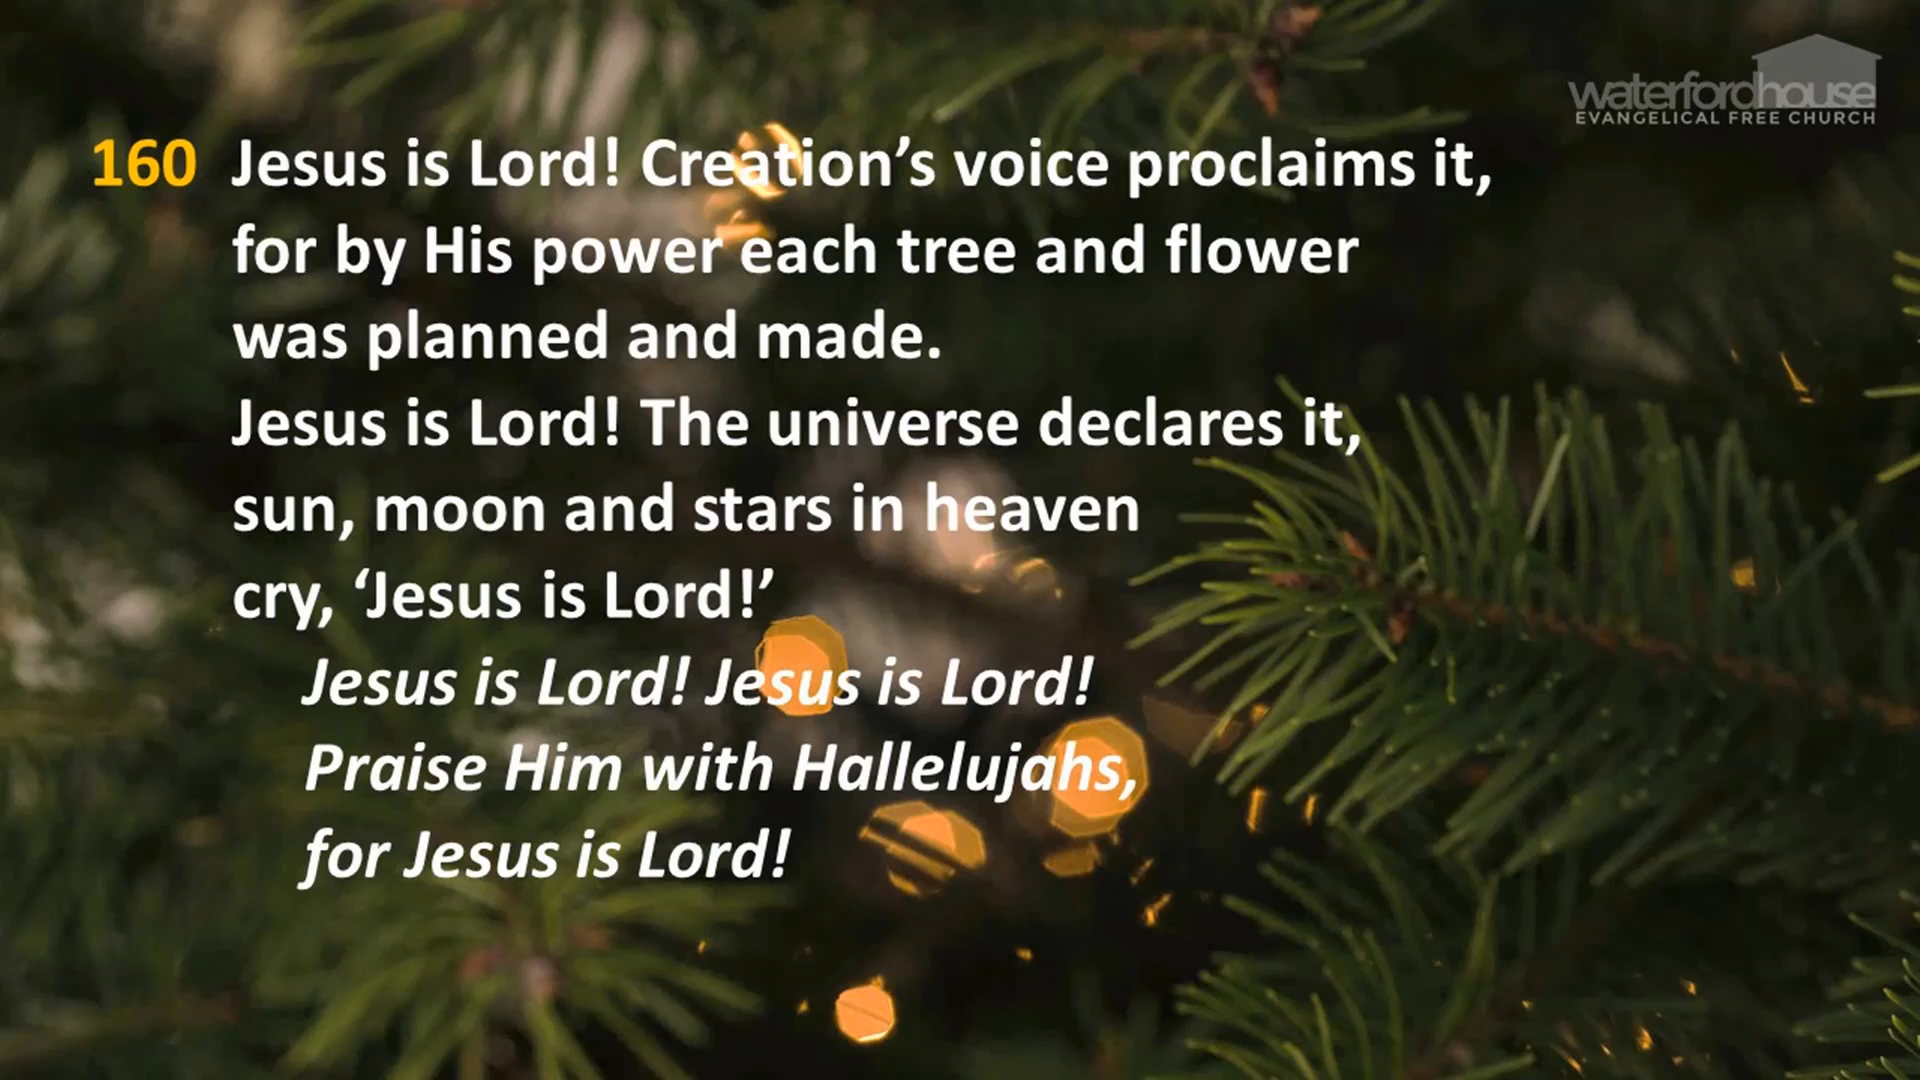 waterfordhouse
EVANGELICAL FREE CHURCH
160 Jesus is Lord! Creation’s voice proclaims it,
for by His power each tree and flower
was planned and made.
Jesus is Lord! The universe declares it,
sun, moon and stars in heaven
cry, ‘Jesus is Lord!’
Jesus is Lord! Jesus is Lord!
Praise Him with Hallelujahs,
for Jesus is Lord!